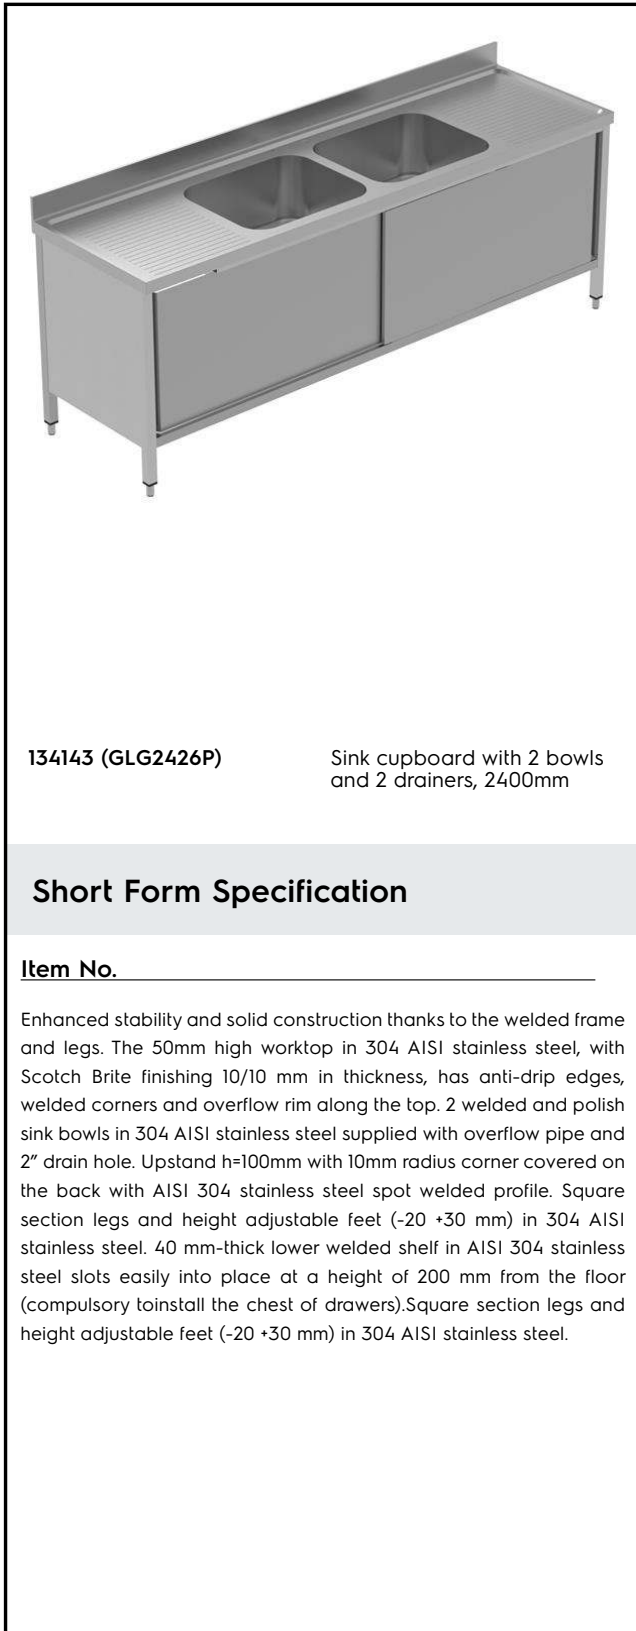 134143 (GLG2426P)
Sink cupboard with 2 bowls
and 2 drainers, 2400mm
Short Form Specification
Item No.
Enhanced stability and solid construction thanks to the welded frame
and legs. The 50mm high worktop in 304 AISI stainless steel, with
Scotch Brite finishing 10/10 mm in thickness, has anti-drip edges,
welded corners and overflow rim along the top. 2 welded and polish
sink bowls in 304 AISI stainless steel supplied with overflow pipe and
2” drain hole. Upstand h=100mm with 10mm radius corner covered on
the back with AISI 304 stainless steel spot welded profile. Square
section legs and height adjustable feet (-20 +30 mm) in 304 AISI
stainless steel. 40 mm-thick lower welded shelf in AISI 304 stainless
steel slots easily into place at a height of 200 mm from the floor
(compulsory toinstall the chest of drawers).Square section legs and
height adjustable feet (-20 +30 mm) in 304 AISI stainless steel.